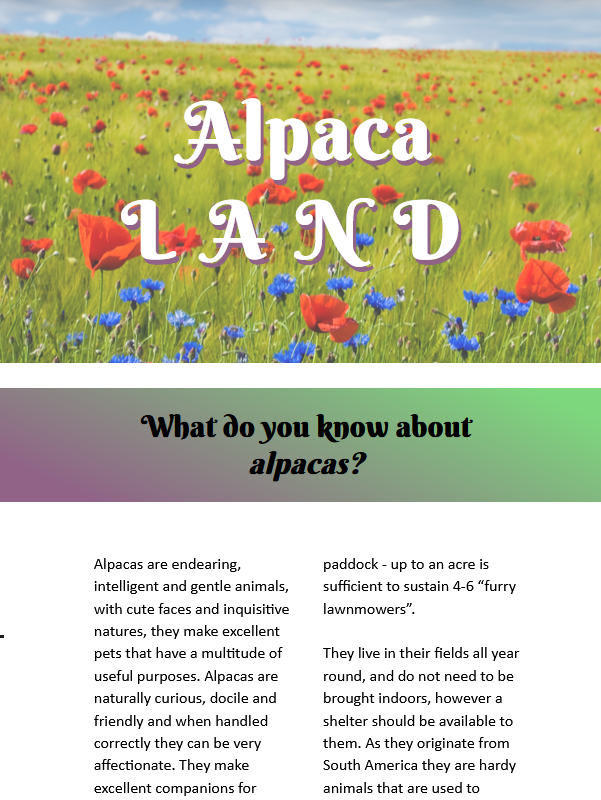 Alpaca
LAND
What do you know about
alpacas?
Alpacas are endearing,
intelligent and gentle animals,
with cute faces and inquisitive
natures, they make excellent
pets that have a multitude of
useful purposes. Alpacas are
naturally curious, docile and
friendly and when handled
correctly they can be very
affectionate. They make
excellent companions for
paddock - up to an acre is
sufficient to sustain 4-6 “furry
lawnmowers”.
They live in their fields all year
round, and do not need to be
brought indoors, however a
shelter should be available to
them. As they originate from
South America they are hardy
animals that are used to